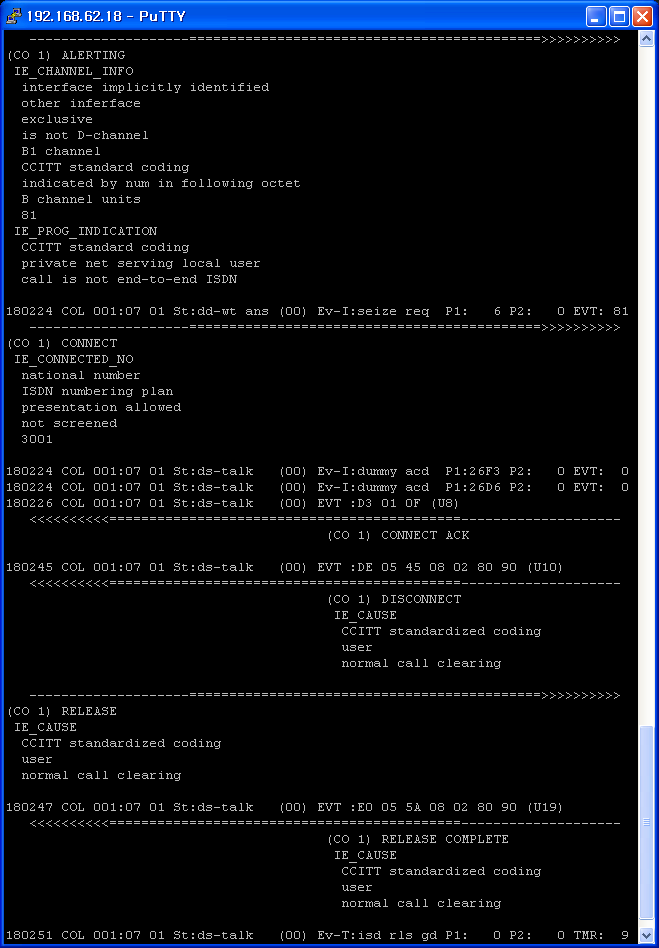 192.168.62.18 - PuTTY
--------------------============================================>>>>>>>>>>
(CO 1) ALERTING
IE_CHANNEL_INFO
interface implicitly identified
other inferface
exclusive
is not D-channel
B1 channel
CCITT standard coding
indicated by num in following octet
B channel units
81
IE_PROG_INDICATION
CCITT standard coding
private net serving local user
call is not end-to-end ISDN
180224 COL 001:07 01 St:dd-wt ans (00) Ev-I:seize req  P1:   6 P2:   0 EVT: 81
--------------------============================================>>>>>>>>>>
(CO 1) CONNECT
IE_CONNECTED_NO
national number
ISDN numbering plan
presentation allowed
not screened
3001
180224 COL 001:07 01 St:ds-talk   (00) Ev-I:dummy acd  P1:26F3 P2:   0 EVT:  0
180224 COL 001:07 01 St:ds-talk   (00) Ev-I:dummy acd  P1:26D6 P2:   0 EVT:  0
180226 COL 001:07 01 St:ds-talk   (00) EVT :D3 01 0F (U8)
<<<<<<<<<<============================================--------------------
(CO 1) CONNECT ACK
180245 COL 001:07 01 St:ds-talk   (00) EVT :DE 05 45 08 02 80 90 (U10)
<<<<<<<<<<============================================--------------------
(CO 1) DISCONNECT
IE_CAUSE
CCITT standardized coding
user
normal call clearing
--------------------============================================>>>>>>>>>>
(CO 1) RELEASE
IE_CAUSE
CCITT standardized coding
user
normal call clearing
180247 COL 001:07 01 St:ds-talk   (00) EVT :E0 05 5A 08 02 80 90 (U19)
<<<<<<<<<<============================================--------------------
(CO 1) RELEASE COMPLETE
IE_CAUSE
CCITT standardized coding
user
normal call clearing
180251 COL 001:07 01 St:ds-talk   (00) Ev-T:isd rls gd P1:   0 P2:   0 TMR:  9